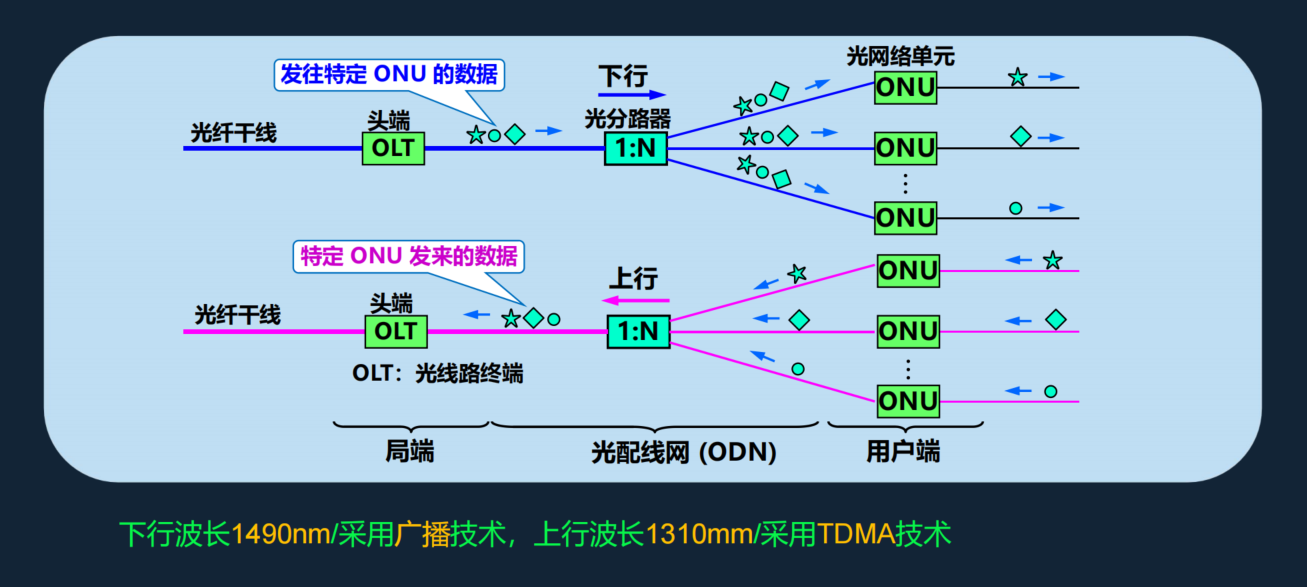 发往特定 ONU 的数据
下行
光网络单元
ONU
光纤干线
头端
OLT
光分路器
1:N
ONU
ONU
特定 ONU 发来的数据
上行
ONU
光纤干线
头端
OLT
1:N
ONU
OLT：光线路终端
ONU
局端
光配线网 (ODN)
用户端
下行波长1490nm/采用广播技术，上行波长1310mm/采用TDMA技术